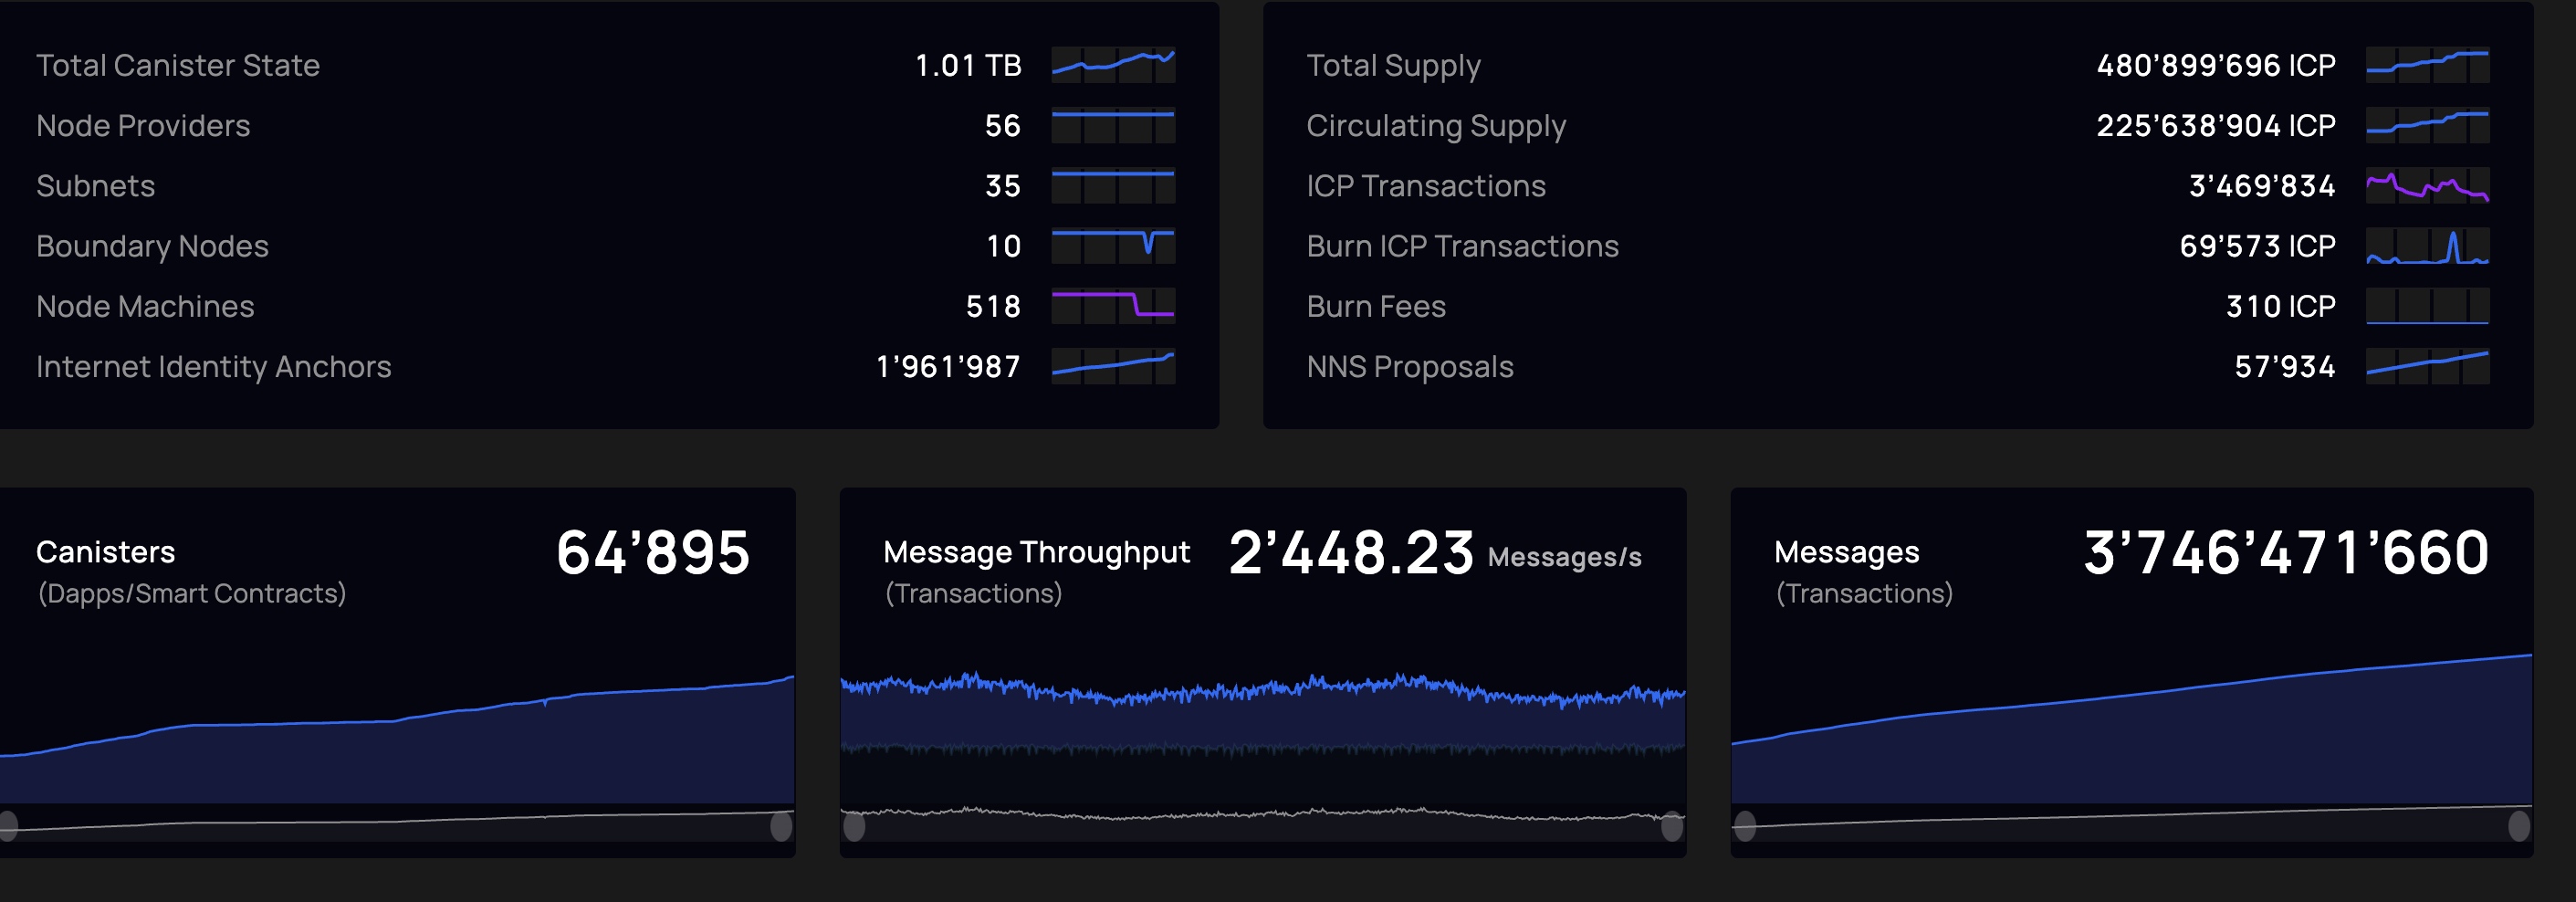 Total Canister State 1.01 TB
Node Providers 56
Subnets 35
Boundary Nodes 10
Node Machines 518
Internet Identity Anchors 1’961’987
Total Supply 480’899’696 ICP
Circulating Supply 225’638’904 ICP
ICP Transactions 3’469’834
Burn ICP Transactions 69’573 ICP
Burn Fees 310 ICP
NNS Proposals 57’934
Canisters 64’895
(Dapps/Smart Contracts)
Message Throughput 2’448.23 Messages/s
(Transactions)
Messages 3’746’471’660
(Transactions)